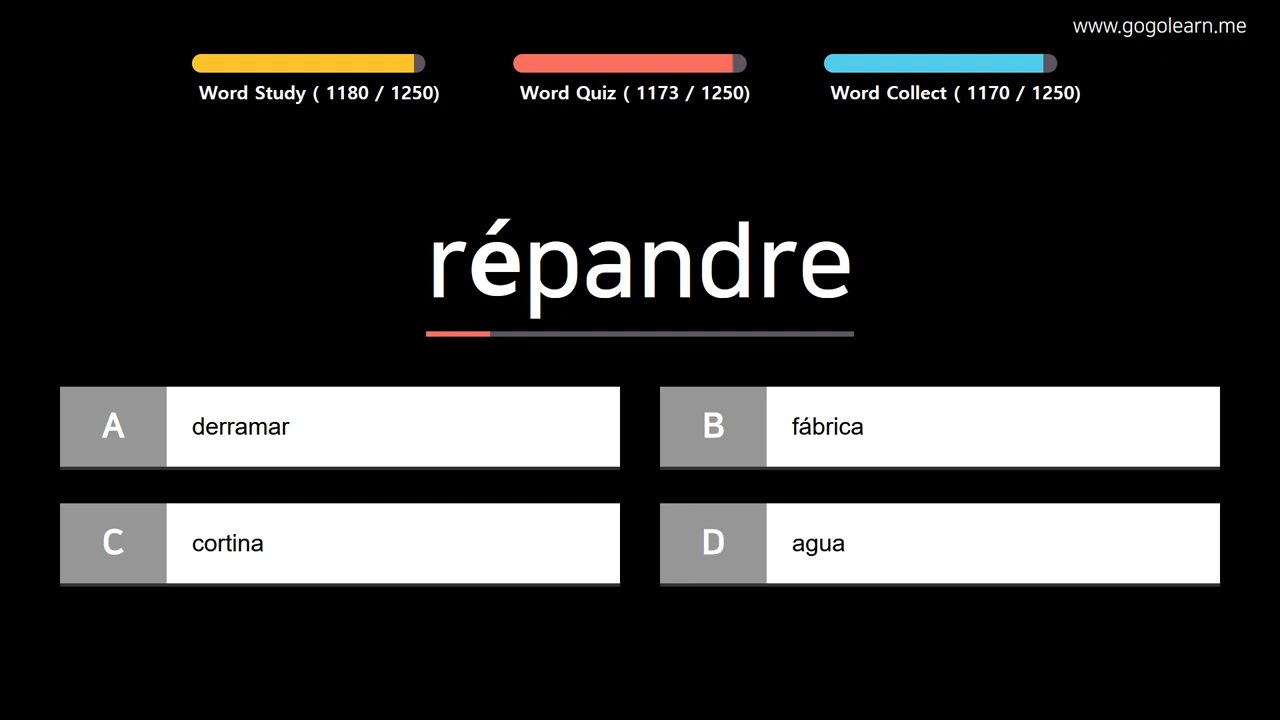 www.gogolearn.me
Word Study ( 1180 / 1250)
Word Quiz ( 1173 / 1250)
Word Collect ( 1170 / 1250)
répandre
A derramar
B fábrica
C cortina
D agua